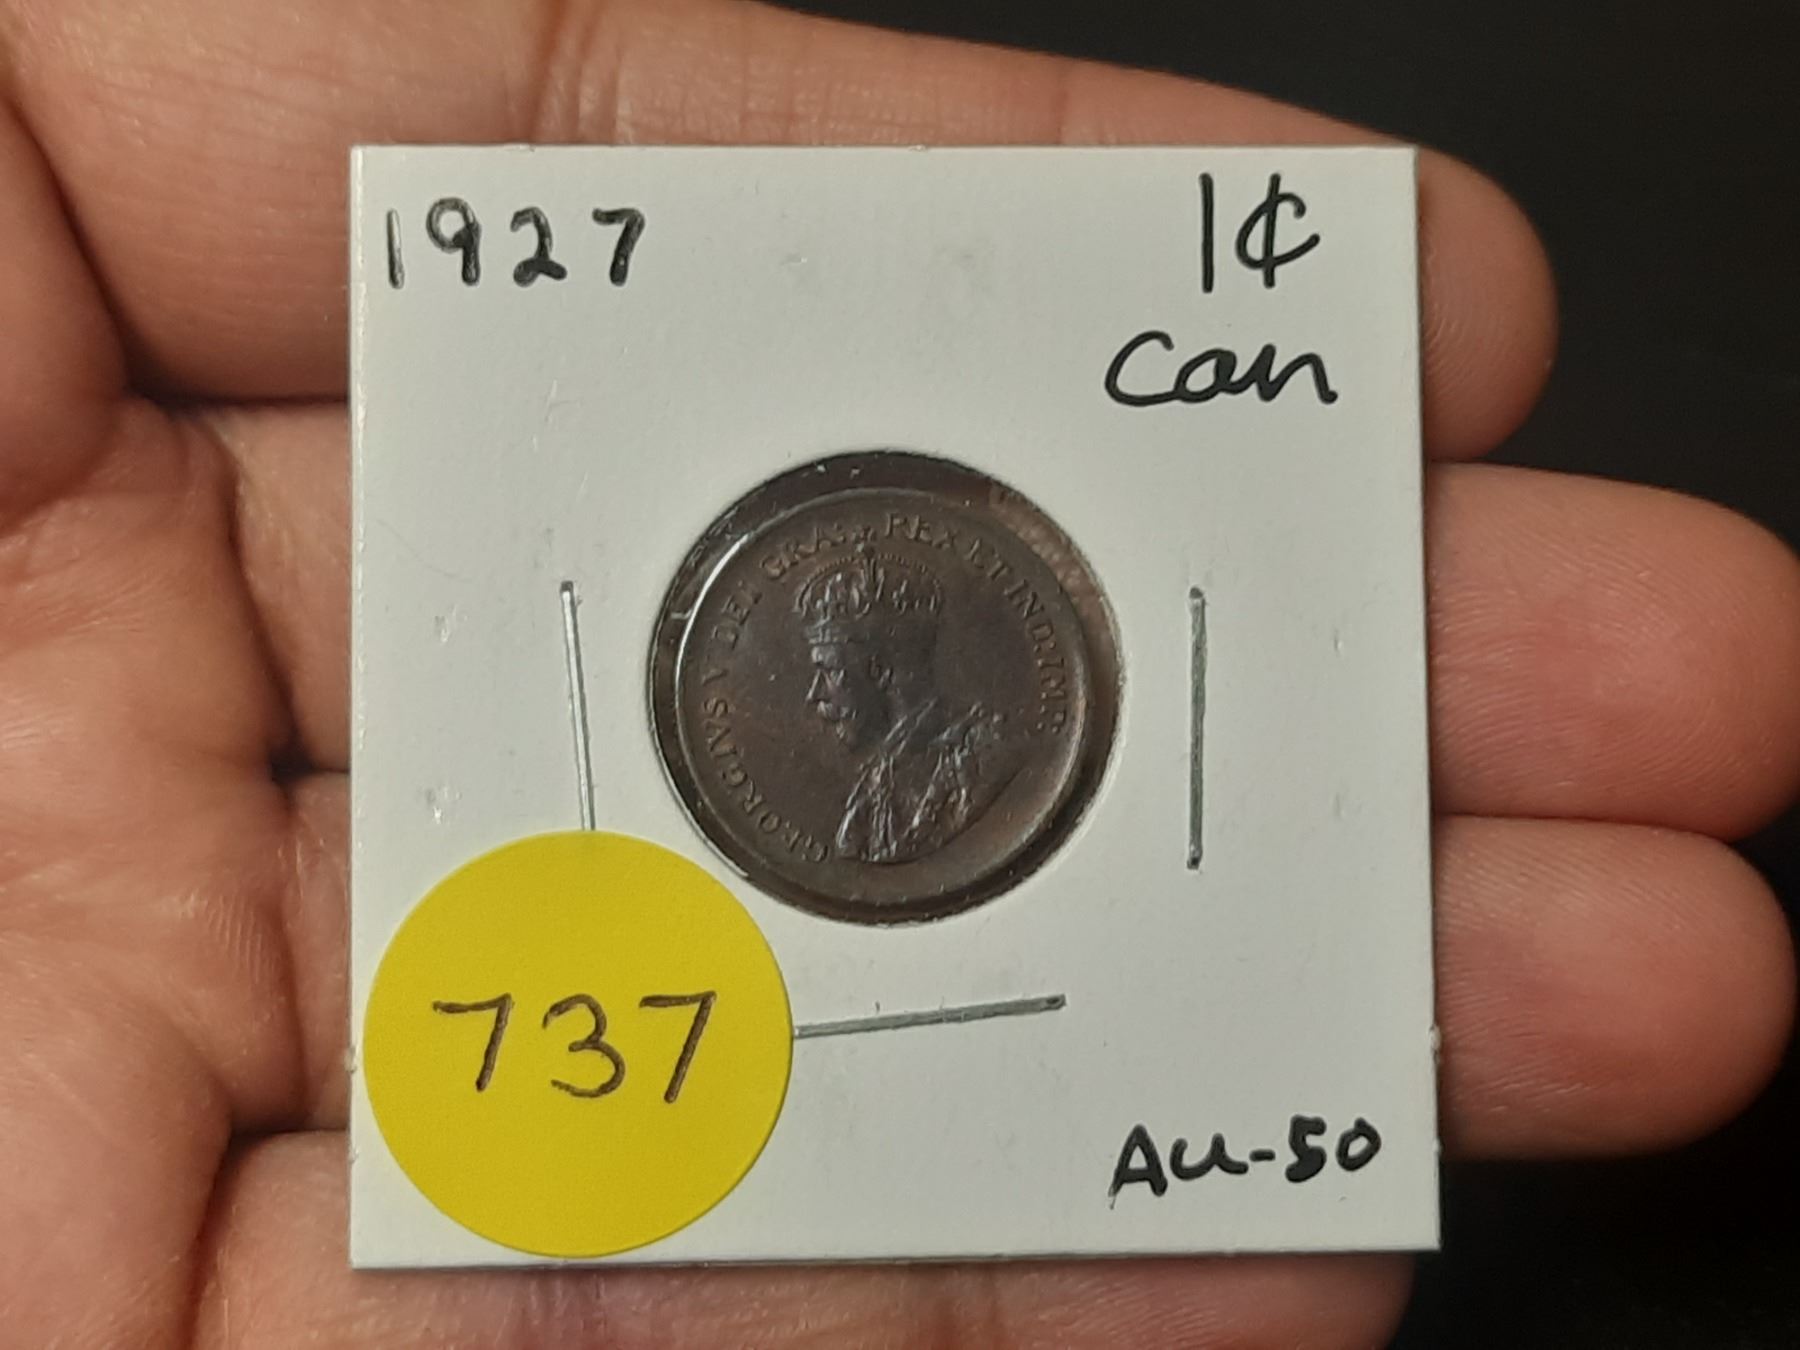 1927
1¢
Can
GEORGIVS V DEI GRA: REX ET IND:IMP:
737
AU-50